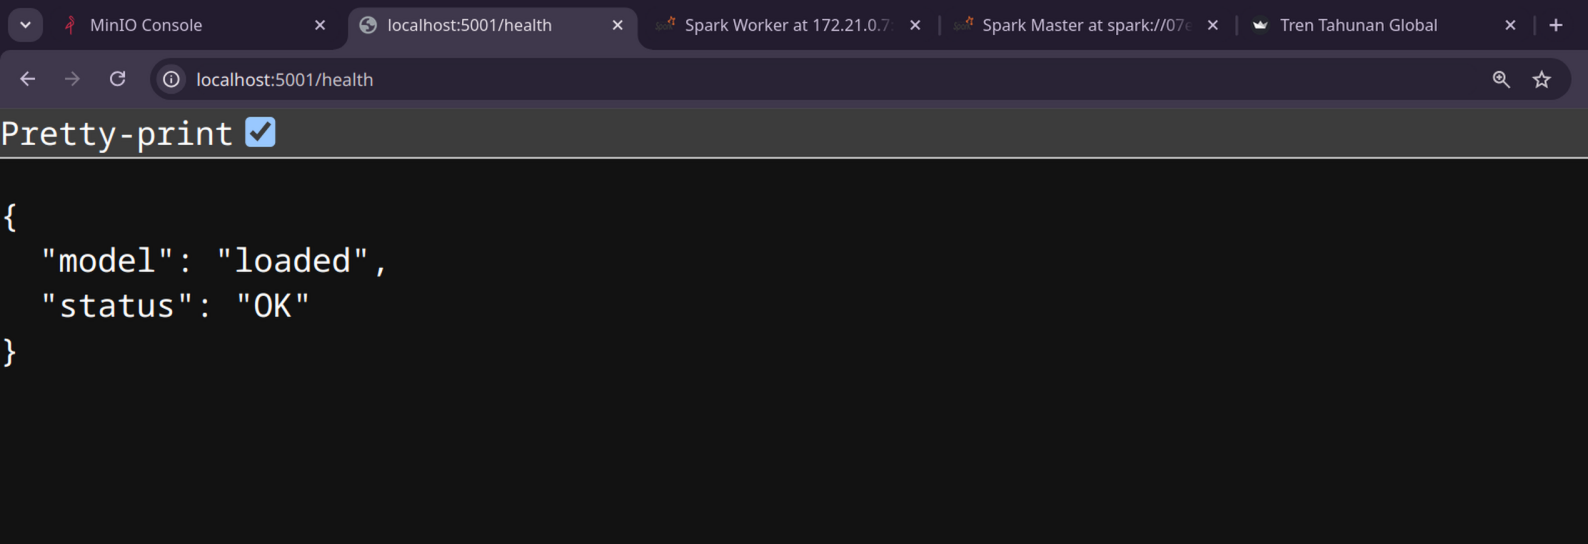 MinIO Console
localhost:5001/health
Spark Worker at 172.21.0.7:
Spark Master at spark://07e
Tren Tahunan Global
localhost:5001/health
Pretty-print
{
"model": "loaded",
"status": "OK"
}